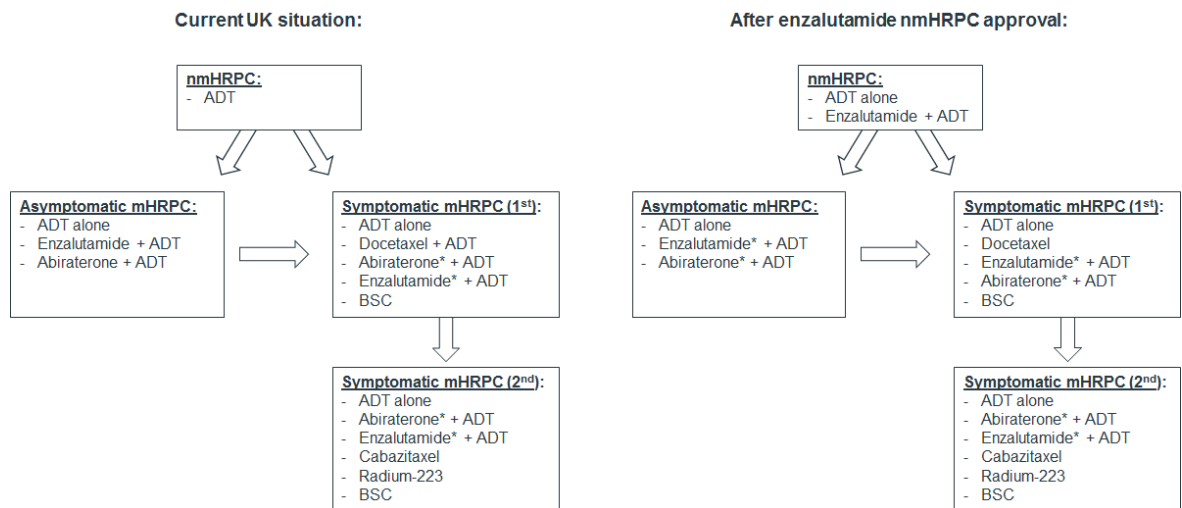 Current UK situation:
nmHRPC:
- ADT
Asymptomatic mHRPC:
- ADT alone
- Enzalutamide + ADT
- Abiraterone + ADT
Symptomatic mHRPC (1st):
- ADT alone
- Docetaxel + ADT
- Abiraterone* + ADT
- Enzalutamide* + ADT
- BSC
Symptomatic mHRPC (2nd):
- ADT alone
- Abiraterone* + ADT
- Enzalutamide* + ADT
- Cabazitaxel
- Radium-223
- BSC
After enzalutamide nmHRPC approval:
nmHRPC:
- ADT alone
- Enzalutamide + ADT
Asymptomatic mHRPC:
- ADT alone
- Enzalutamide* + ADT
- Abiraterone* + ADT
Symptomatic mHRPC (1st):
- ADT alone
- Docetaxel
- Enzalutamide* + ADT
- Abiraterone* + ADT
- BSC
Symptomatic mHRPC (2nd):
- ADT alone
- Abiraterone* + ADT
- Enzalutamide* + ADT
- Cabazitaxel
- Radium-223
- BSC